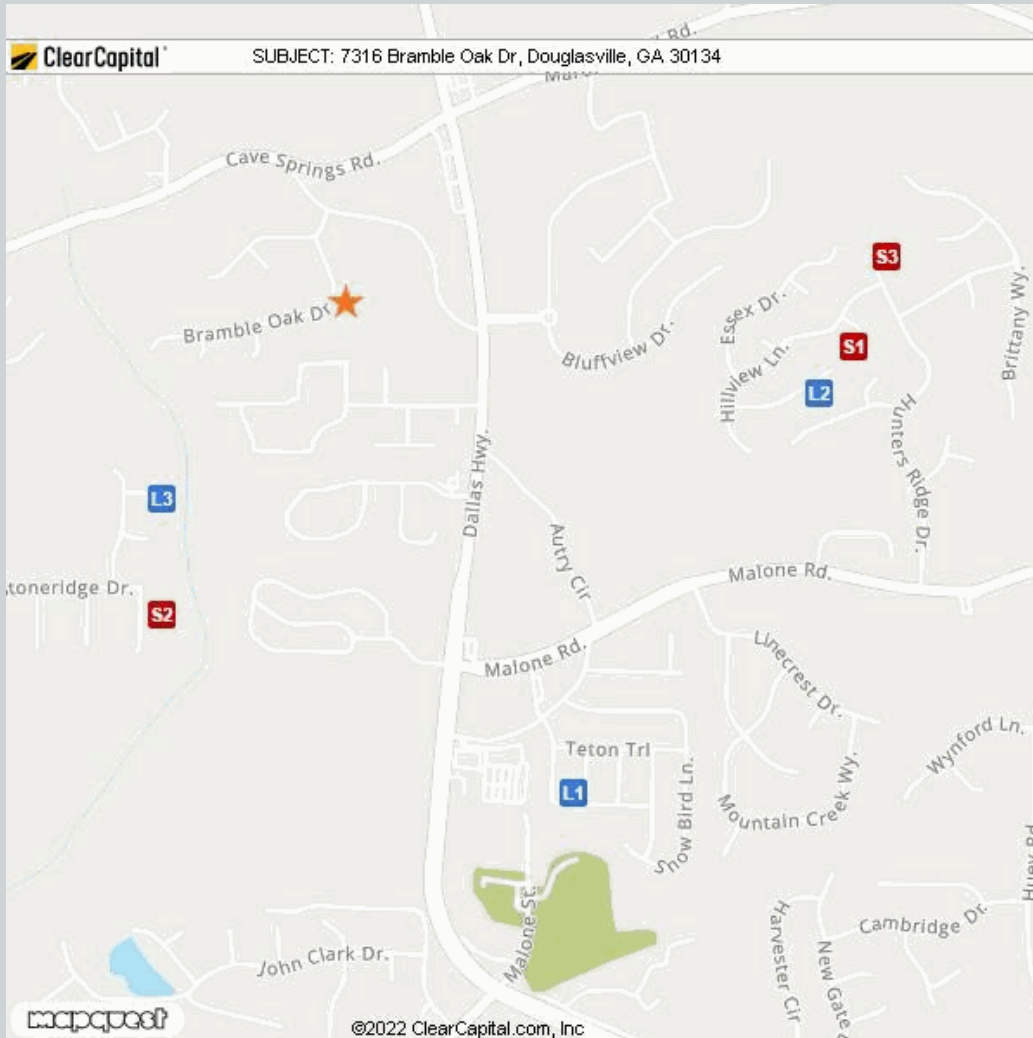 ClearCapital
SUBJECT: 7316 Bramble Oak Dr, Douglasville, GA 30134
Rd.
Cave Springs Rd.
S3
Bramble Oak Dr
Essex Dr.
Brittany Wy.
Bluffview Dr.
S1
Hillview Ln.
L2
Hunters Ridge Dr.
Dallas Hwy.
L3
Autry Cir
Malone Rd.
toneridge Dr.
S2
Malone Rd.
Linecrest Dr.
Teton Trl
Wynford Ln.
L1
Snow Bird Ln.
Mountain Creek Wy.
Malone St.
Harvester Cir
Cambridge Dr.
New Gate
John Clark Dr.
mapquest
©2022 ClearCapital.com, Inc